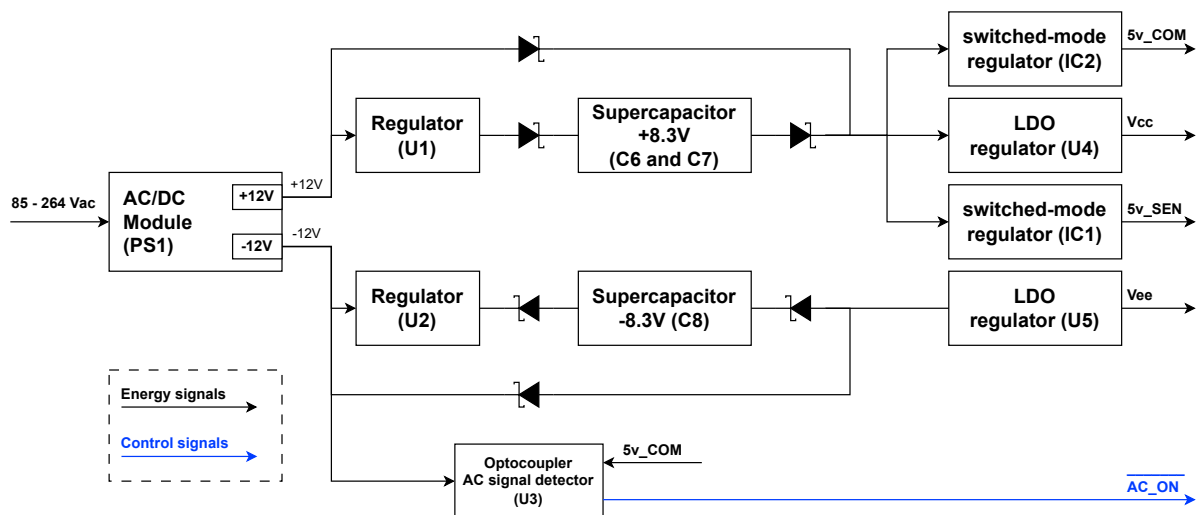 85 - 264 Vac
AC/DC
Module
(PS1)
+12V
-12V
+12V
-12V
Regulator
(U1)
Supercapacitor
+8.3V
(C6 and C7)
switched-mode
regulator (IC2)
5v_COM
LDO
regulator (U4)
Vcc
switched-mode
regulator (IC1)
5v_SEN
Regulator
(U2)
Supercapacitor
-8.3V (C8)
LDO
regulator (U5)
Vee
Energy signals
Control signals
Optocoupler
AC signal detector
(U3)
5v_COM
AC_ON